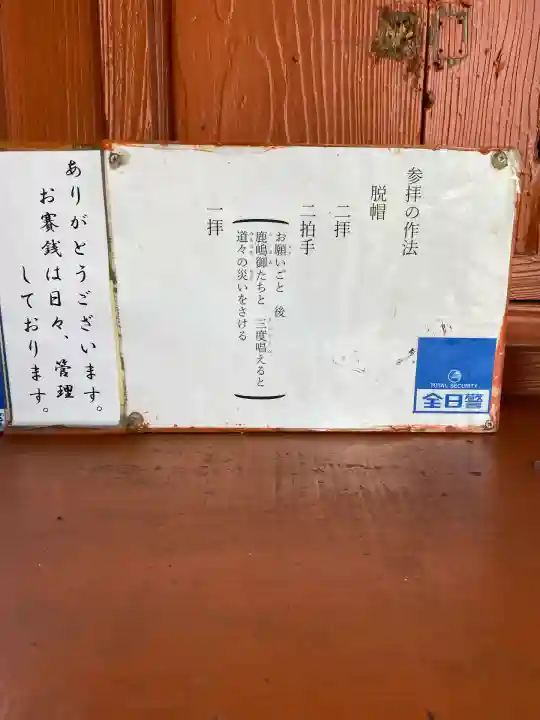 参拝の作法
脱帽
二拝
二拍手
お願いごと 後
鹿嶋御たちと 三度唱えると
道々の災いをさける
一拝
TOTAL SECURITY
全日警
ありがとうございます。
お賽銭は日々、管理
しております。